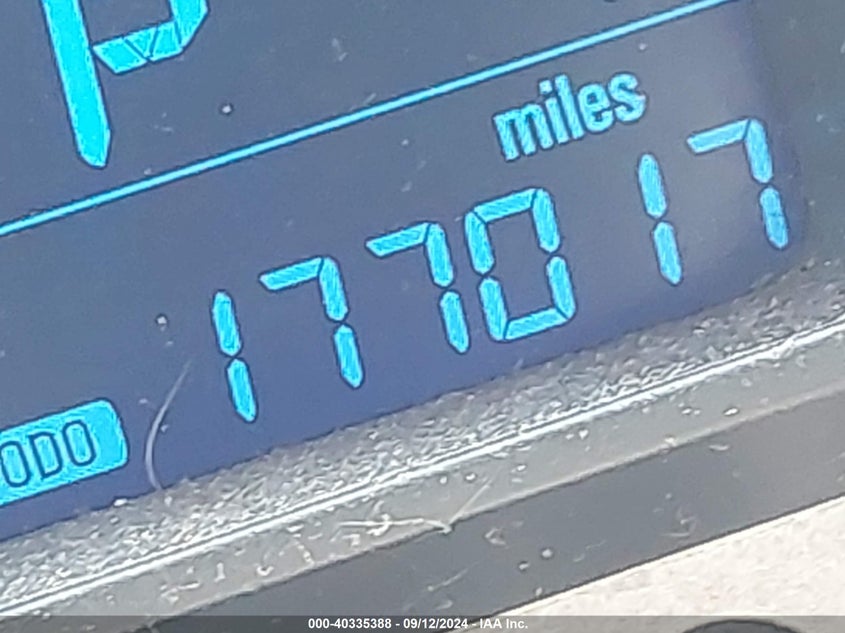 P
miles
177017
ODO
000-40335388 - 09/12/2024 - IAA Inc.